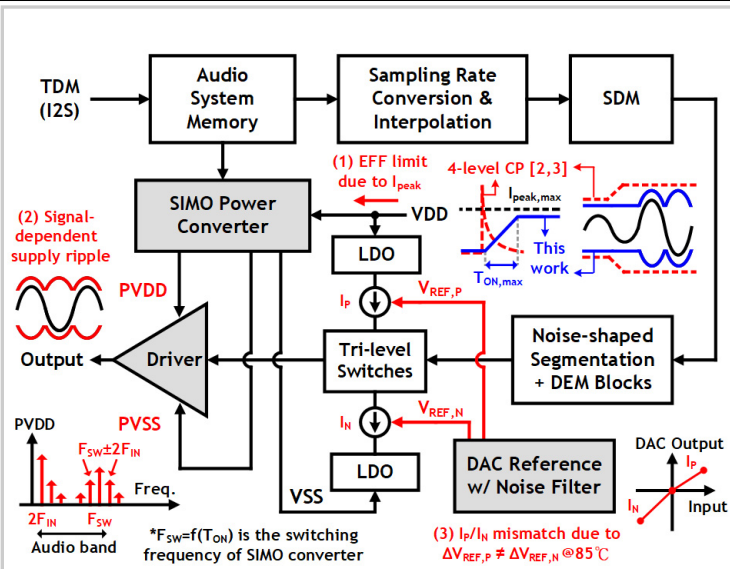 TDM
(I2S)
Audio
System
Memory
Sampling Rate
Conversion &
Interpolation
SDM
(1) EFF limit
due to Ipeak
4-level CP [2,3]
Ipeak,max
This
work
TON,max
SIMO Power
Converter
VDD
(2) Signal-
dependent
supply ripple
LDO
PVDD
IP
VREF,P
Output
Driver
Tri-level
Switches
Noise-shaped
Segmentation
+ DEM Blocks
PVDD
PVSS
IN
VREF,N
FSW±2FIN
Freq.
2FIN
FSW
Audio band
VSS
LDO
DAC Reference
w/ Noise Filter
DAC Output
IP
IN
Input
*FSW=f(TON) is the switching
frequency of SIMO converter
(3) IP/IN mismatch due to
ΔVREF,P ≠ ΔVREF,N @85℃